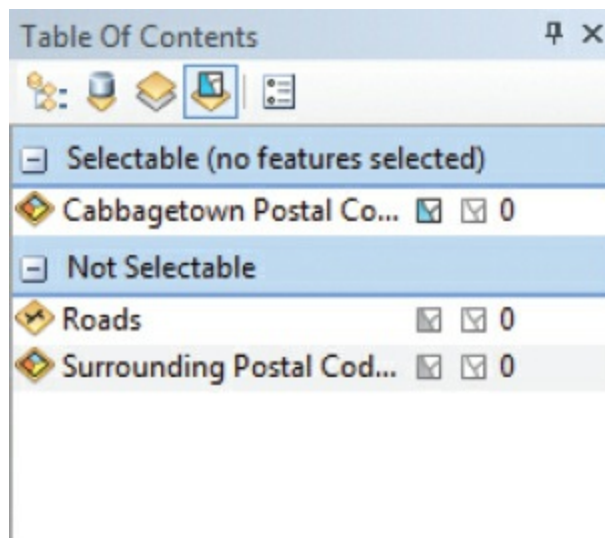 Table Of Contents
Selectable (no features selected)
Cabbagetown Postal Co... 0
Not Selectable
Roads 0
Surrounding Postal Cod... 0